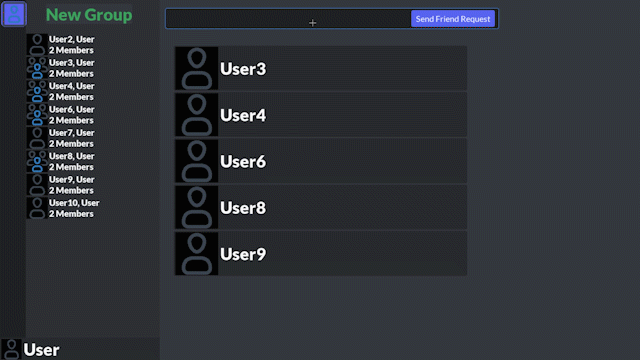 New Group
User2, User
2 Members
User3, User
2 Members
User4, User
2 Members
User6, User
2 Members
User7, User
2 Members
User8, User
2 Members
User9, User
2 Members
User10, User
2 Members
User
Send Friend Request
User3
User4
User6
User8
User9